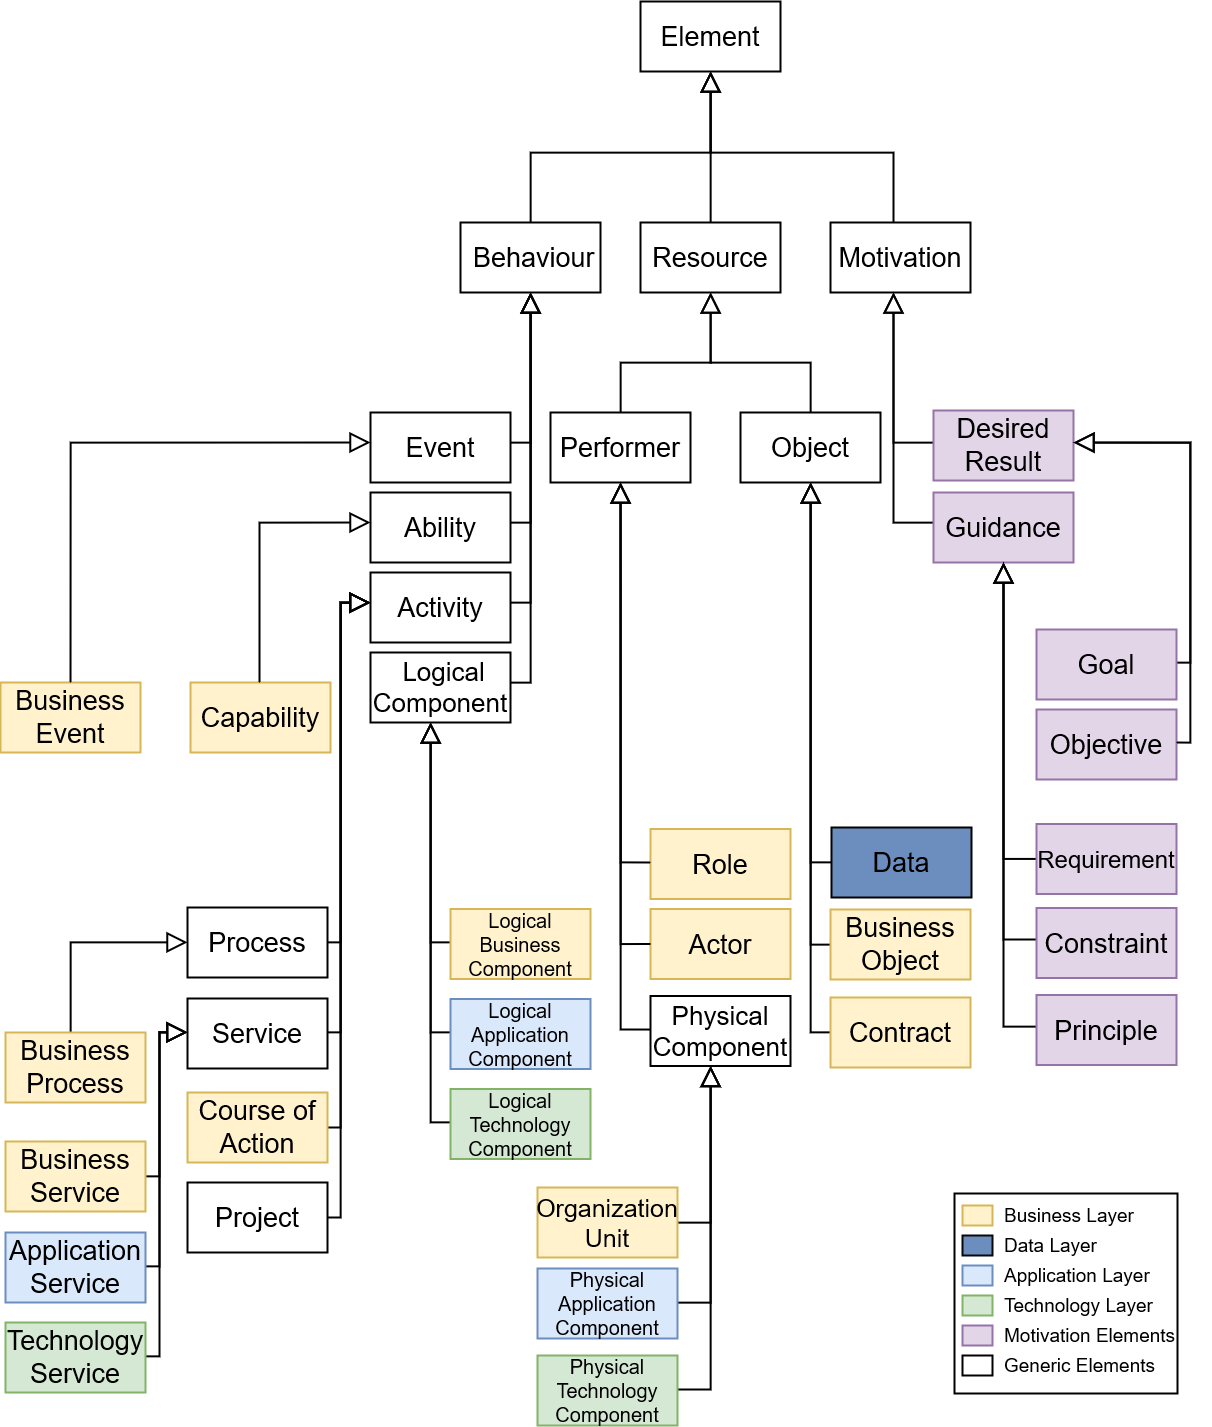 Element
Behaviour
Resource
Motivation
Event
Performer
Object
Desired
Result
Ability
Guidance
Activity
Logical
Component
Business
Event
Capability
Goal
Objective
Role
Data
Requirement
Process
Logical
Business
Component
Actor
Business
Object
Constraint
Service
Logical
Application
Component
Physical
Component
Contract
Principle
Business
Process
Course of
Action
Logical
Technology
Component
Business
Service
Project
Organization
Unit
Application
Service
Physical
Application
Component
Technology
Service
Physical
Technology
Component
Business Layer
Data Layer
Application Layer
Technology Layer
Motivation Elements
Generic Elements